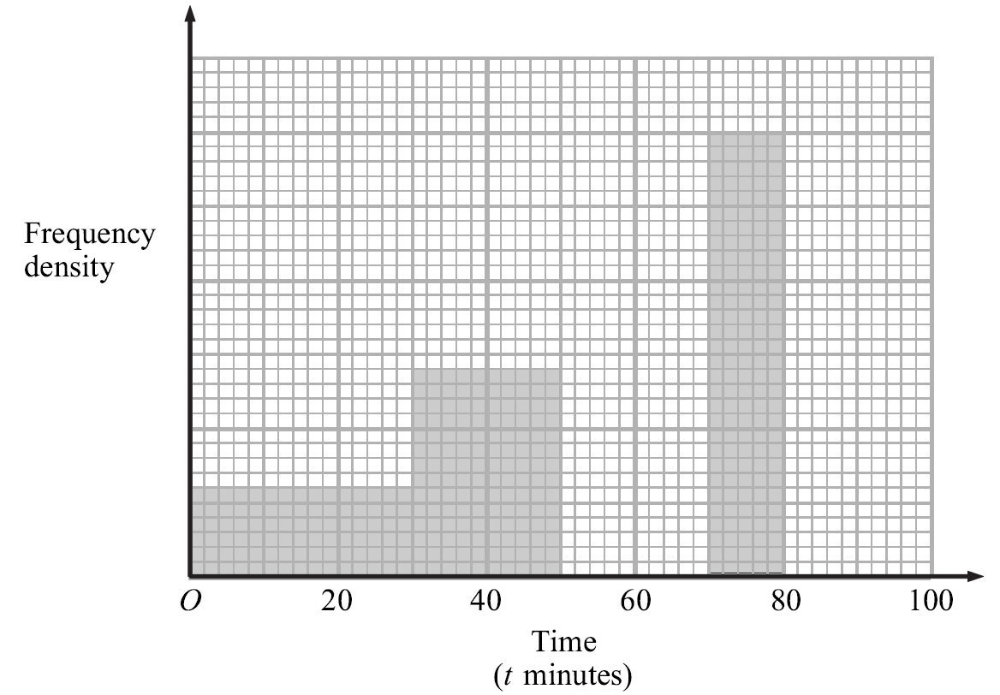 Frequency
density
O 20 40 60 80 100
Time
(t minutes)